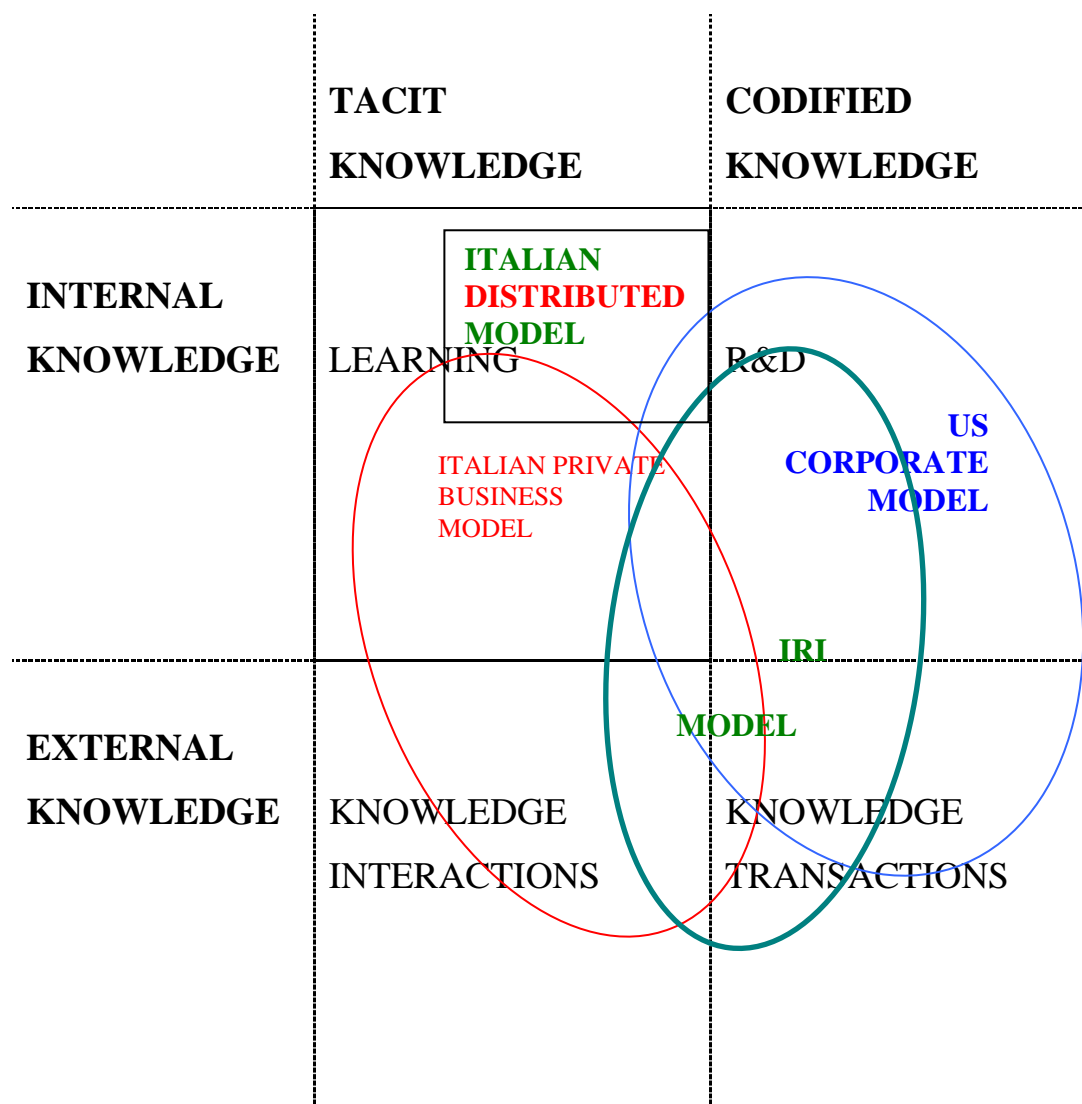 TACIT
KNOWLEDGE
CODIFIED
KNOWLEDGE
INTERNAL
KNOWLEDGE
ITALIAN
DISTRIBUTED
MODEL
LEARNING
R&D
ITALIAN PRIVATE
BUSINESS
MODEL
US
CORPORATE
MODEL
IRI
MODEL
EXTERNAL
KNOWLEDGE
KNOWLEDGE
INTERACTIONS
KNOWLEDGE
TRANSACTIONS